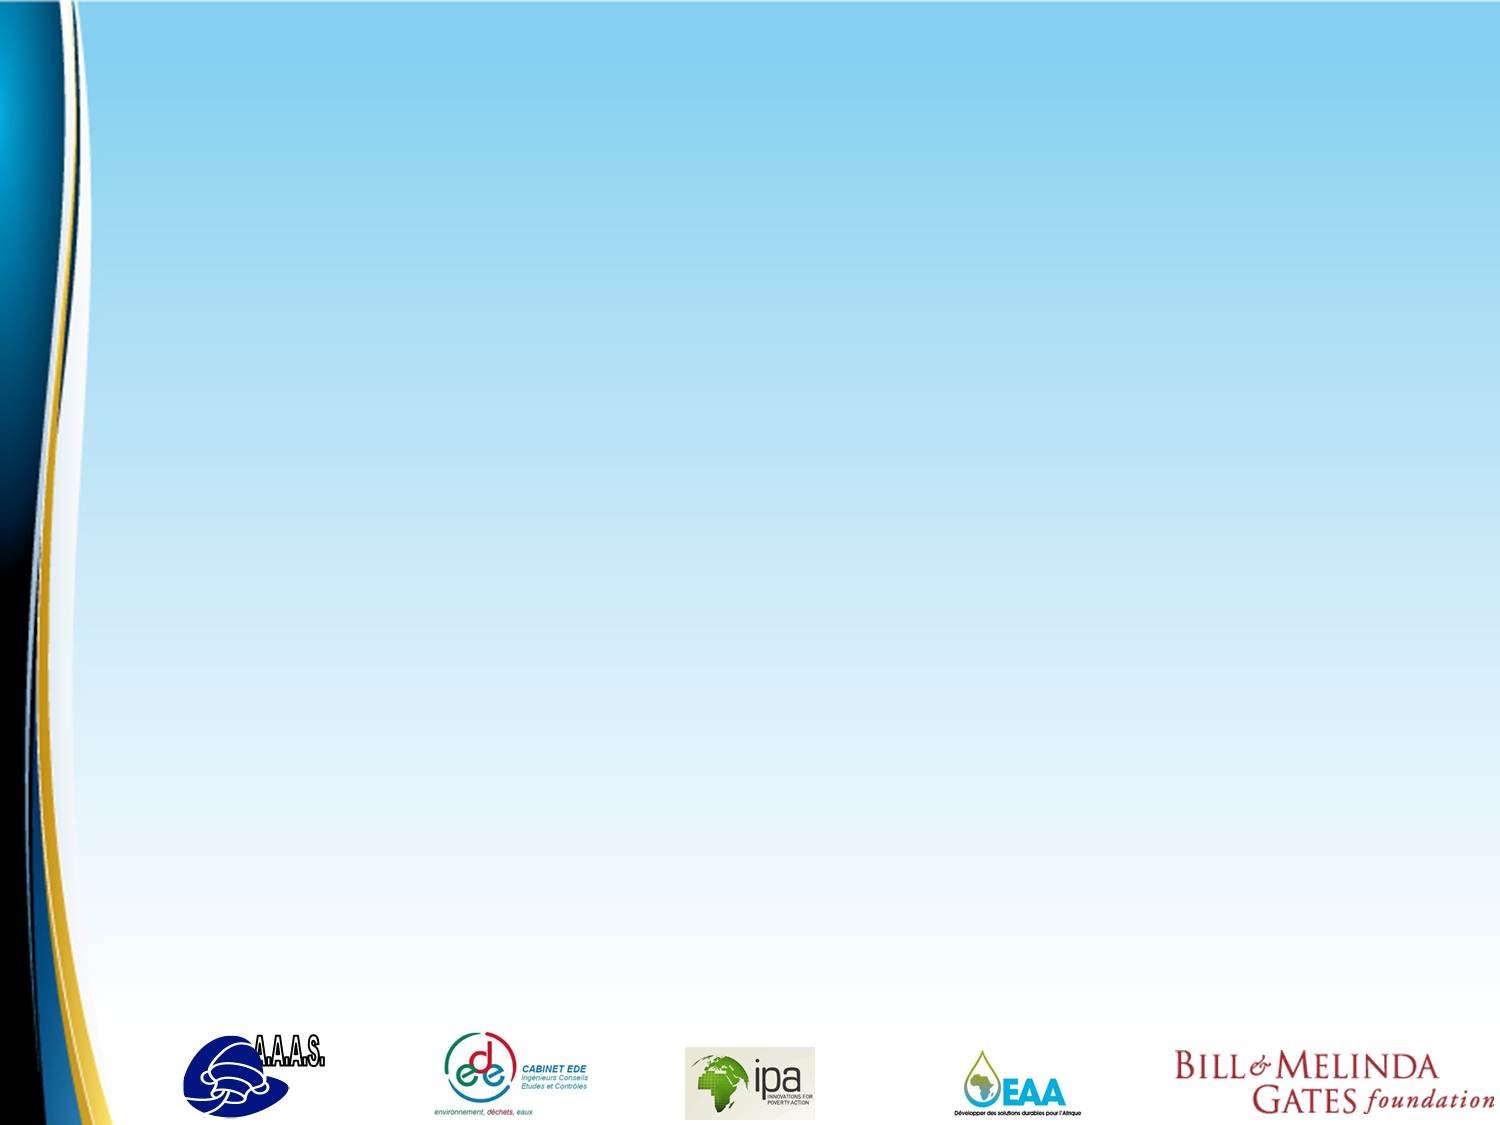 A.A.A.S.
ede
CABINET EDE
Ingénieurs Conseils
Etudes et Contrôles
environnement, déchets, eaux
ipa
INNOVATIONS FOR
POVERTY ACTION
EAA
Développer des solutions durables pour l'Afrique
BILL & MELINDA
GATES foundation